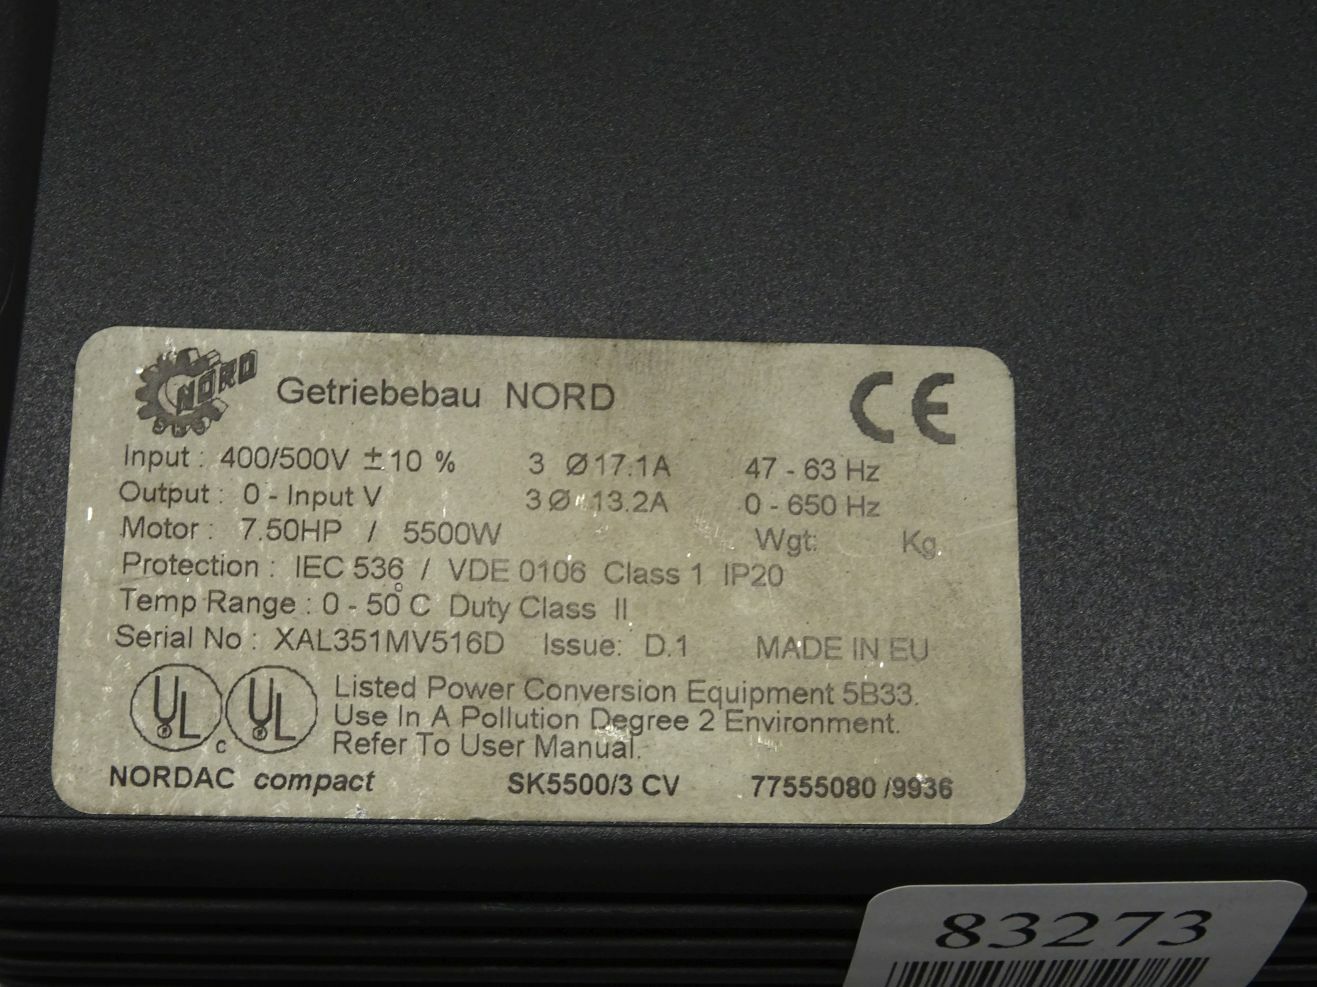 NORD
Getriebebau NORD
CE
Input : 400/500V ±10 % 3 Ø17.1A 47 - 63 Hz
Output : 0 - Input V 3Ø 13.2A 0 - 650 Hz
Motor : 7.50HP / 5500W Wgt: Kg.
Protection : IEC 536 / VDE 0106 Class 1 IP20
Temp Range : 0 - 50°C Duty Class II
Serial No : XAL351MV516D Issue: D.1 MADE IN EU
UL ® c UL ®
Listed Power Conversion Equipment 5B33.
Use In A Pollution Degree 2 Environment.
Refer To User Manual.
NORDAC compact SK5500/3 CV 77555080 /9936
83273